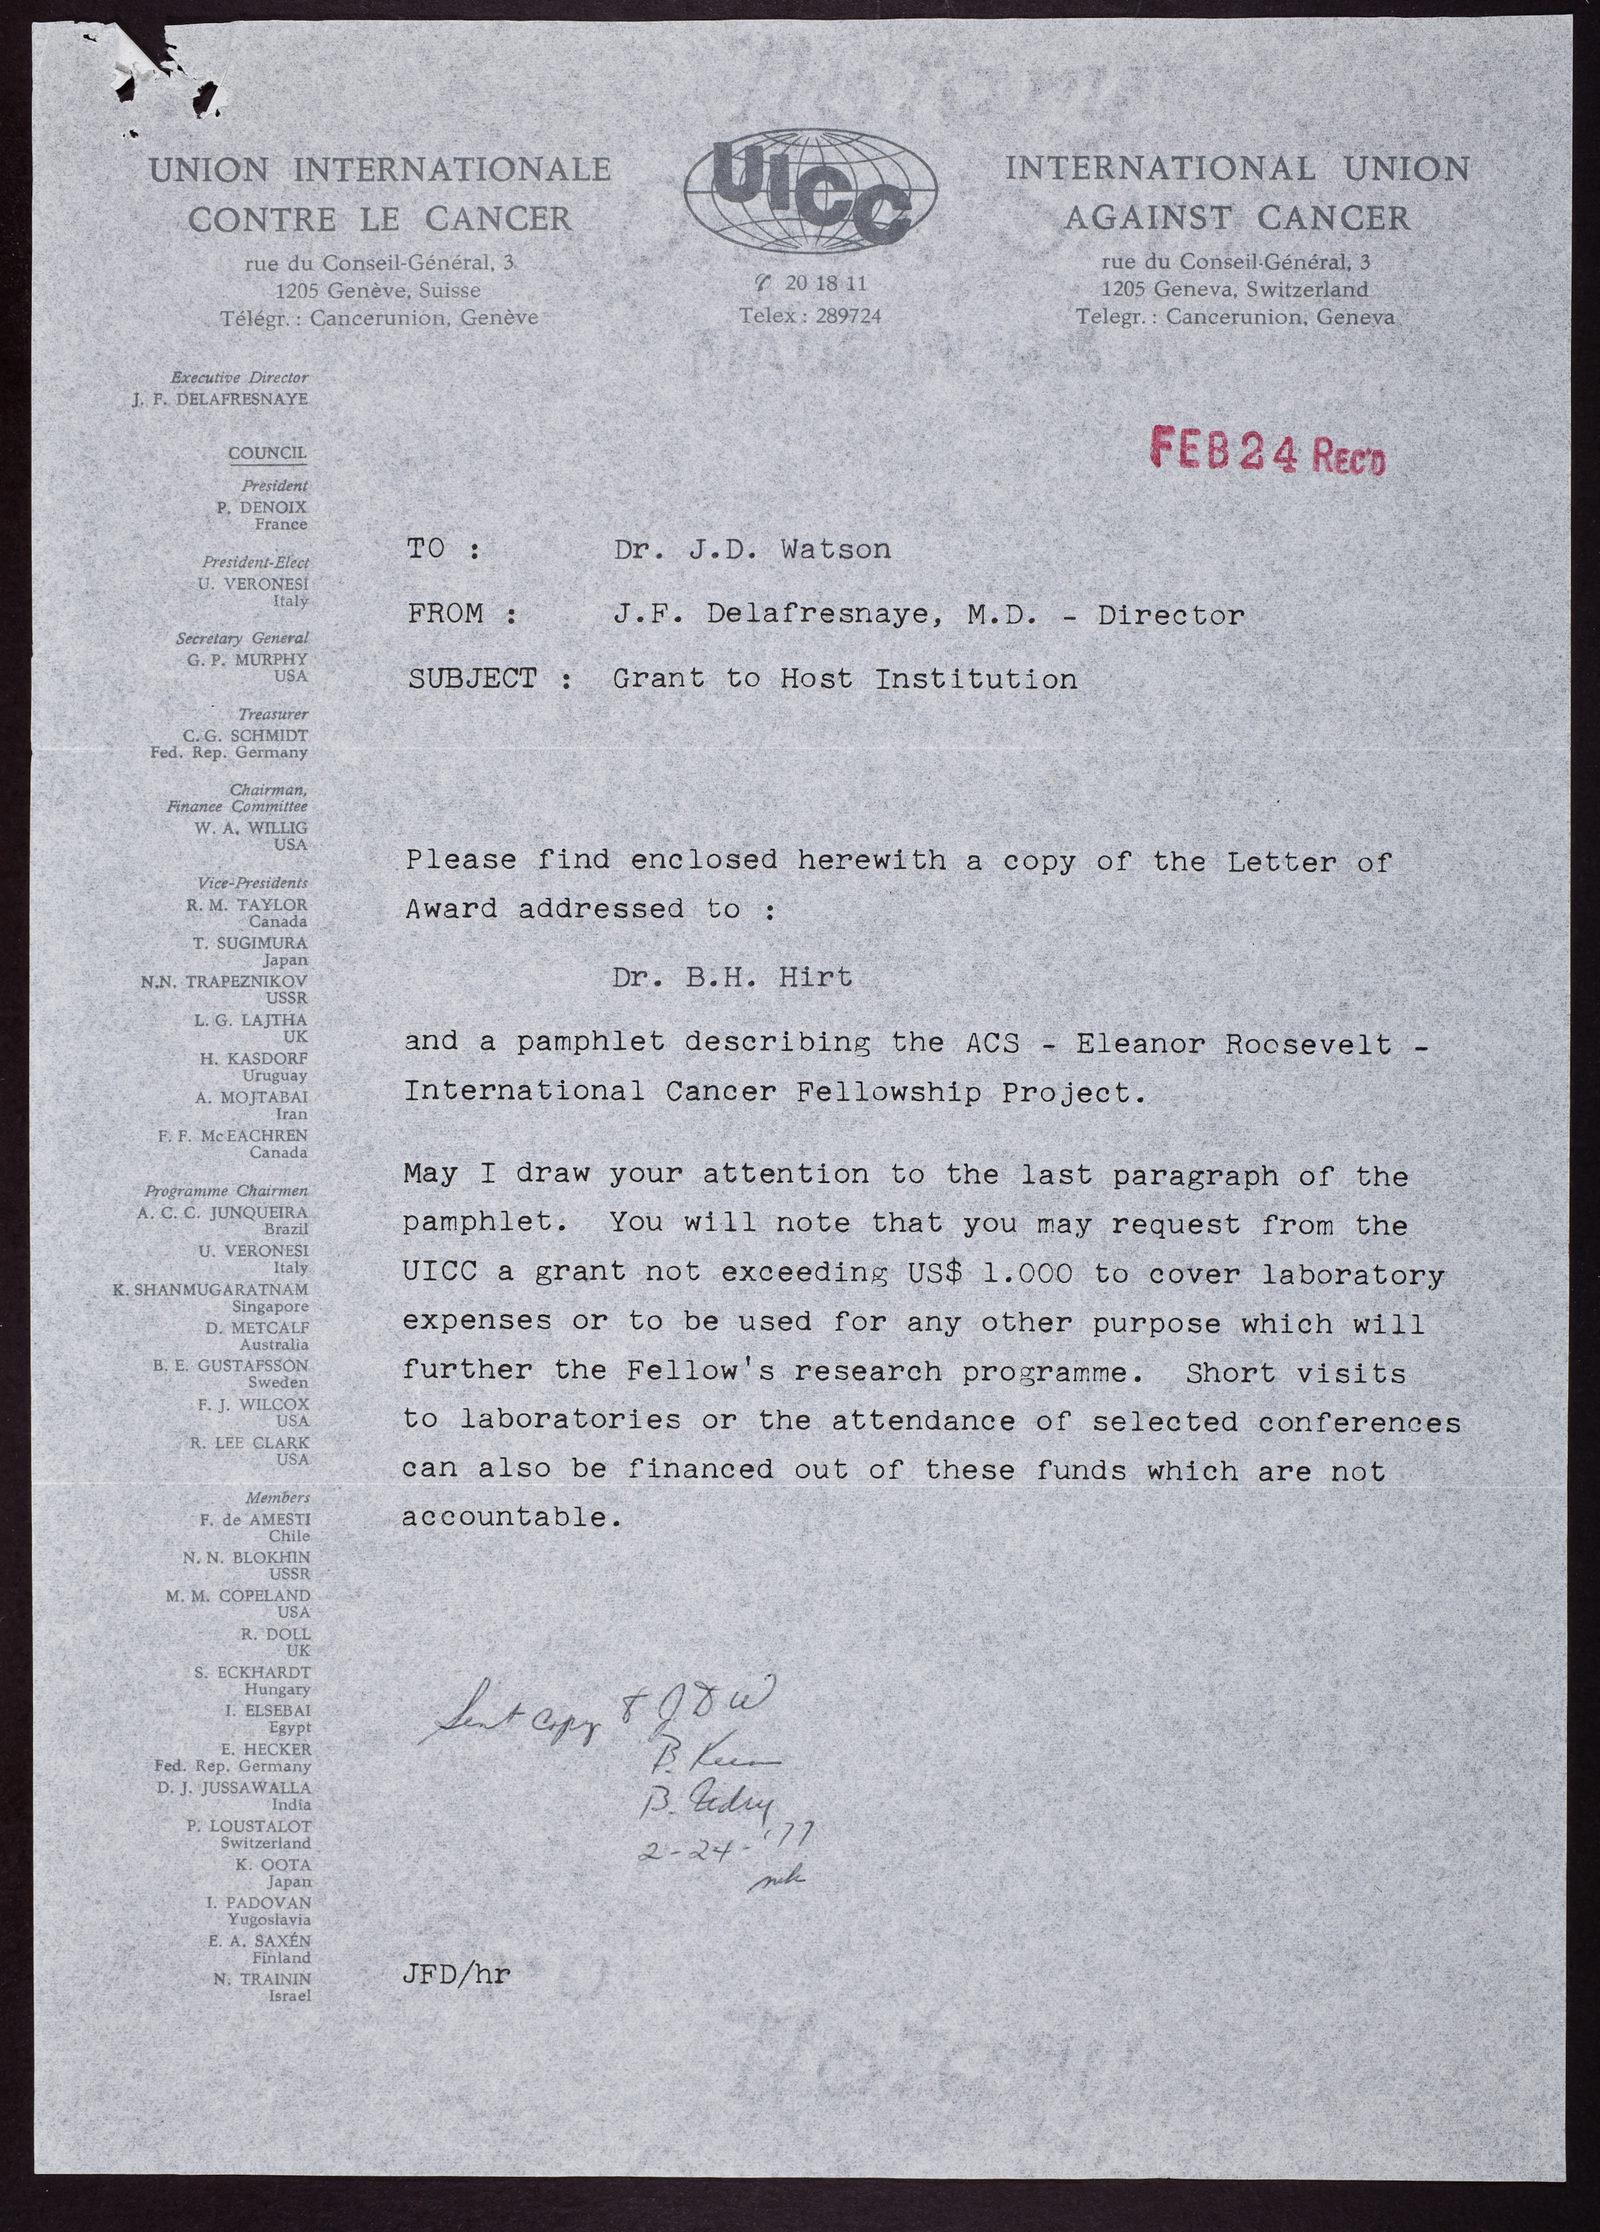 UNION INTERNATIONALE
CONTRE LE CANCER
rue du Conseil-Général, 3
1205 Genève, Suisse
Télégr. : Cancerunion, Genève
UICC
20 18 11
Telex : 289724
INTERNATIONAL UNION
AGAINST CANCER
rue du Conseil-Général, 3
1205 Geneva, Switzerland
Telegr. : Cancerunion, Geneva
Executive Director
J. F. DELAFRESNAYE
COUNCIL
President
P. DENOIX
France
President-Elect
U. VERONESI
Italy
Secretary General
G. P. MURPHY
USA
Treasurer
C. G. SCHMIDT
Fed. Rep. Germany
Chairman,
Finance Committee
W. A. WILLIG
USA
Vice-Presidents
R. M. TAYLOR
Canada
T. SUGIMURA
Japan
N.N. TRAPEZNIKOV
USSR
L. G. LAJTHA
UK
H. KASDORF
Uruguay
A. MOJTABAI
Iran
F. F. McEACHREN
Canada
Programme Chairmen
A. C. C. JUNQUEIRA
Brazil
U. VERONESI
Italy
K. SHANMUGARATNAM
Singapore
D. METCALF
Australia
B. E. GUSTAFSSON
Sweden
F. J. WILCOX
USA
R. LEE CLARK
USA
Members
F. de AMESTI
Chile
N. N. BLOKHIN
USSR
M. M. COPELAND
USA
R. DOLL
UK
S. ECKHARDT
Hungary
I. ELSEBAI
Egypt
E. HECKER
Fed. Rep. Germany
D. J. JUSSAWALLA
India
P. LOUSTALOT
Switzerland
K. OOTA
Japan
I. PADOVAN
Yugoslavia
E. A. SAXÉN
Finland
N. TRAININ
Israel
FEB 24 REC'D
TO : Dr. J.D. Watson
FROM : J.F. Delafresnaye, M.D. - Director
SUBJECT : Grant to Host Institution
Please find enclosed herewith a copy of the Letter of
Award addressed to :
Dr. B.H. Hirt
and a pamphlet describing the ACS - Eleanor Roosevelt -
International Cancer Fellowship Project.
May I draw your attention to the last paragraph of the
pamphlet. You will note that you may request from the
UICC a grant not exceeding US$ 1.000 to cover laboratory
expenses or to be used for any other purpose which will
further the Fellow's research programme. Short visits
to laboratories or the attendance of selected conferences
can also be financed out of these funds which are not
accountable.
Sent copy t JDW
B.
B.
2-24-'77
JFD/hr